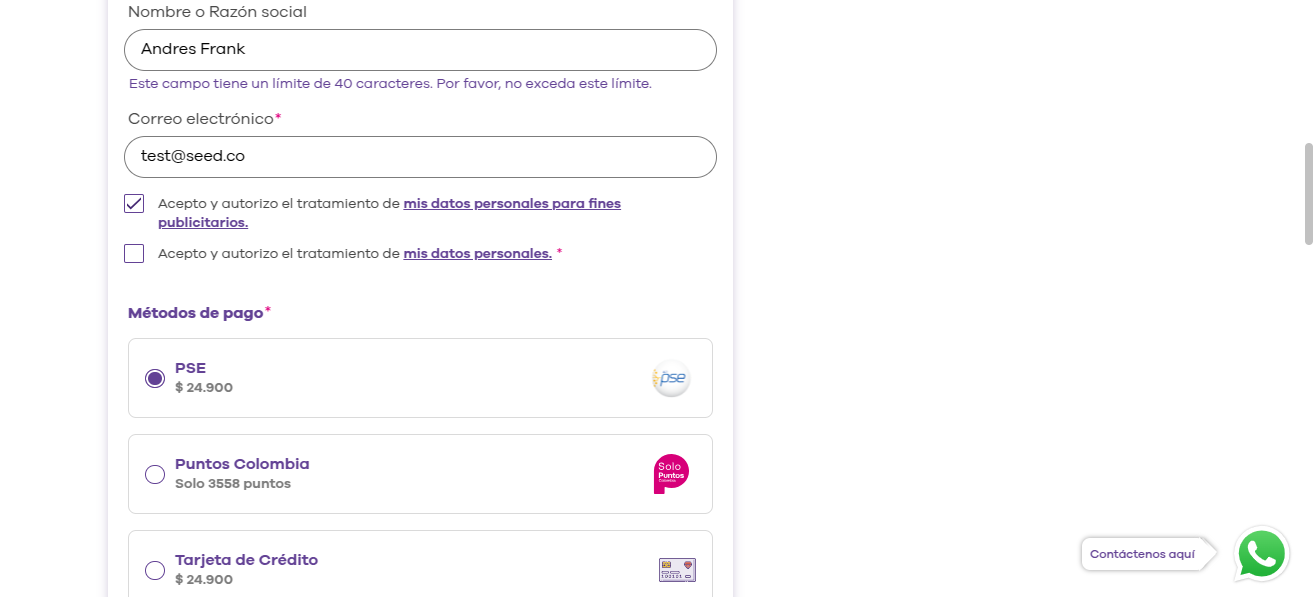 Nombre o Razón social
Andres Frank
Este campo tiene un límite de 40 caracteres. Por favor, no exceda este límite.
Correo electrónico*
test@seed.co
Acepto y autorizo el tratamiento de mis datos personales para fines
publicitarios.
Acepto y autorizo el tratamiento de mis datos personales. *
Métodos de pago*
PSE
$ 24.900
pse
Puntos Colombia
Solo 3558 puntos
Solo
Puntos
Colombia
Tarjeta de Crédito
$ 24.900
Contáctenos aquí